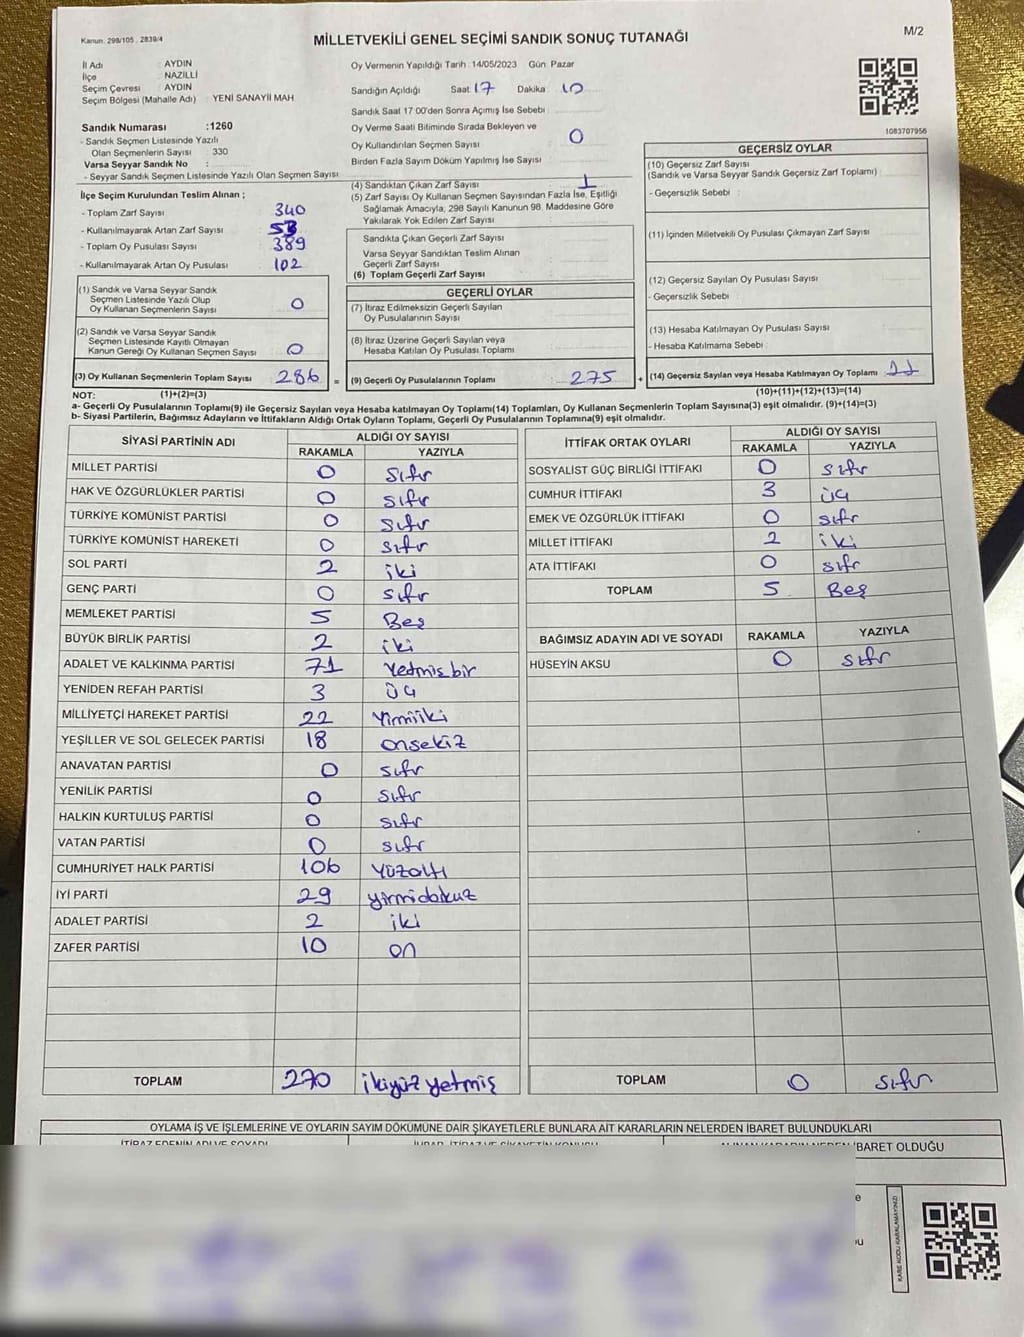 Kanun. 298/105 . 2839/4
MİLLETVEKİLİ GENEL SEÇİMİ SANDIK SONUÇ TUTANAĞI
M/2
İl Adı : AYDIN
İlçe : NAZİLLİ
Seçim Çevresi : AYDIN
Seçim Bölgesi (Mahalle Adı) : YENİ SANAYİİ MAH.
Sandık Numarası :1260
- Sandık Seçmen Listesinde Yazılı
Olan Seçmenlerin Sayısı : 330
Varsa Seyyar Sandık No :
- Seyyar Sandık Seçmen Listesinde Yazılı Olan Seçmen Sayısı :
Oy Vermenin Yapıldığı Tarih :14/05/2023 Gün :Pazar
Sandığın Açıldığı Saat: 17 Dakika: 10
Sandık Saat 17:00'den Sonra Açımış İse Sebebi :
Oy Verme Saati Bitiminde Sırada Bekleyen ve
Oy Kullandırılan Seçmen Sayısı : 0
Birden Fazla Sayım Döküm Yapılmış İse Sayısı :
1083707956
İlçe Seçim Kurulundan Teslim Alınan ;
- Toplam Zarf Sayısı : 340
- Kullanılmayarak Artan Zarf Sayısı : 53
- Toplam Oy Pusulası Sayısı : 389
- Kullanılmayarak Artan Oy Pusulası : 102
(1) Sandık ve Varsa Seyyar Sandık
Seçmen Listesinde Yazılı Olup
Oy Kullanan Seçmenlerin Sayısı : 0
(2) Sandık ve Varsa Seyyar Sandık
Seçmen Listesinde Kayıtlı Olmayan
Kanun Gereği Oy Kullanan Seçmen Sayısı : 0
(3) Oy Kullanan Seçmenlerin Toplam Sayısı : 286 =
(4) Sandıktan Çıkan Zarf Sayısı : 1
(5) Zarf Sayısı Oy Kullanan Seçmen Sayısından Fazla İse, Eşitliği
Sağlamak Amacıyla; 298 Sayılı Kanunun 98. Maddesine Göre
Yakılarak Yok Edilen Zarf Sayısı :
Sandıkta Çıkan Geçerli Zarf Sayısı :
Varsa Seyyar Sandıktan Teslim Alınan
Geçerli Zarf Sayısı :
(6) Toplam Geçerli Zarf Sayısı :
GEÇERLİ OYLAR
(7) İtiraz Edilmeksizin Geçerli Sayılan
Oy Pusulalarının Sayısı :
(8) İtiraz Üzerine Geçerli Sayılan veya
Hesaba Katılan Oy Pusulası Toplamı :
(9) Geçerli Oy Pusulalarının Toplamı : 275 +
GEÇERSİZ OYLAR
(10) Geçersiz Zarf Sayısı :
(Sandık ve Varsa Seyyar Sandık Geçersiz Zarf Toplamı)
- Geçersizlik Sebebi :
(11) İçinden Milletvekili Oy Pusulası Çıkmayan Zarf Sayısı :
(12) Geçersiz Sayılan Oy Pusulası Sayısı :
- Geçersizlik Sebebi :
(13) Hesaba Katılmayan Oy Pusulası Sayısı :
- Hesaba Katılmama Sebebi :
(14) Geçersiz Sayılan veya Hesaba Katılmayan Oy Toplamı : 11
NOT: (1)+(2)=(3) (10)+(11)+(12)+(13)=(14)
a- Geçerli Oy Pusulalarının Toplamı(9) ile Geçersiz Sayılan veya Hesaba katılmayan Oy Toplamı(14) Toplamları, Oy Kullanan Seçmenlerin Toplam Sayısına(3) eşit olmalıdır. (9)+(14)=(3)
b- Siyasi Partilerin, Bağımsız Adayların ve İttifakların Aldığı Ortak Oyların Toplamı, Geçerli Oy Pusulalarının Toplamına(9) eşit olmalıdır.
SİYASİ PARTİNİN ADI ALDIĞI OY SAYISI
RAKAMLA YAZIYLA
MİLLET PARTİSİ 0 sıfır
HAK VE ÖZGÜRLÜKLER PARTİSİ 0 sıfır
TÜRKİYE KOMÜNİST PARTİSİ 0 sıfır
TÜRKİYE KOMÜNİST HAREKETİ 0 sıfır
SOL PARTİ 2 iki
GENÇ PARTİ 0 sıfır
MEMLEKET PARTİSİ 5 Beş
BÜYÜK BİRLİK PARTİSİ 2 iki
ADALET VE KALKINMA PARTİSİ 71 Yetmiş bir
YENİDEN REFAH PARTİSİ 3 üç
MİLLİYETÇİ HAREKET PARTİSİ 22 Yirmiiki
YEŞİLLER VE SOL GELECEK PARTİSİ 18 onsekiz
ANAVATAN PARTİSİ 0 sıfır
YENİLİK PARTİSİ 0 sıfır
HALKIN KURTULUŞ PARTİSİ 0 sıfır
VATAN PARTİSİ 0 sıfır
CUMHURİYET HALK PARTİSİ 106 Yüzaltı
İYİ PARTİ 29 yirmidokuz
ADALET PARTİSİ 2 iki
ZAFER PARTİSİ 10 on
TOPLAM 270 ikiyüz yetmiş
İTTİFAK ORTAK OYLARI ALDIĞI OY SAYISI
RAKAMLA YAZIYLA
SOSYALİST GÜÇ BİRLİĞİ İTTİFAKI 0 sıfır
CUMHUR İTTİFAKI 3 üç
EMEK VE ÖZGÜRLÜK İTTİFAKI 0 sıfır
MİLLET İTTİFAKI 2 iki
ATA İTTİFAKI 0 sıfır
TOPLAM 5 Beş
BAĞIMSIZ ADAYIN ADI VE SOYADI RAKAMLA YAZIYLA
HÜSEYİN AKSU 0 sıfır
TOPLAM 0 sıfır
OYLAMA İŞ VE İŞLEMLERİNE VE OYLARIN SAYIM DÖKÜMÜNE DAİR ŞİKAYETLERLE BUNLARA AİT KARARLARIN NELERDEN İBARET BULUNDUKLARI
İTİRAZ EDENİN ADI VE SOYADI
İBARET OLDUĞU
KARE KODU KARALAMAYINIZ!